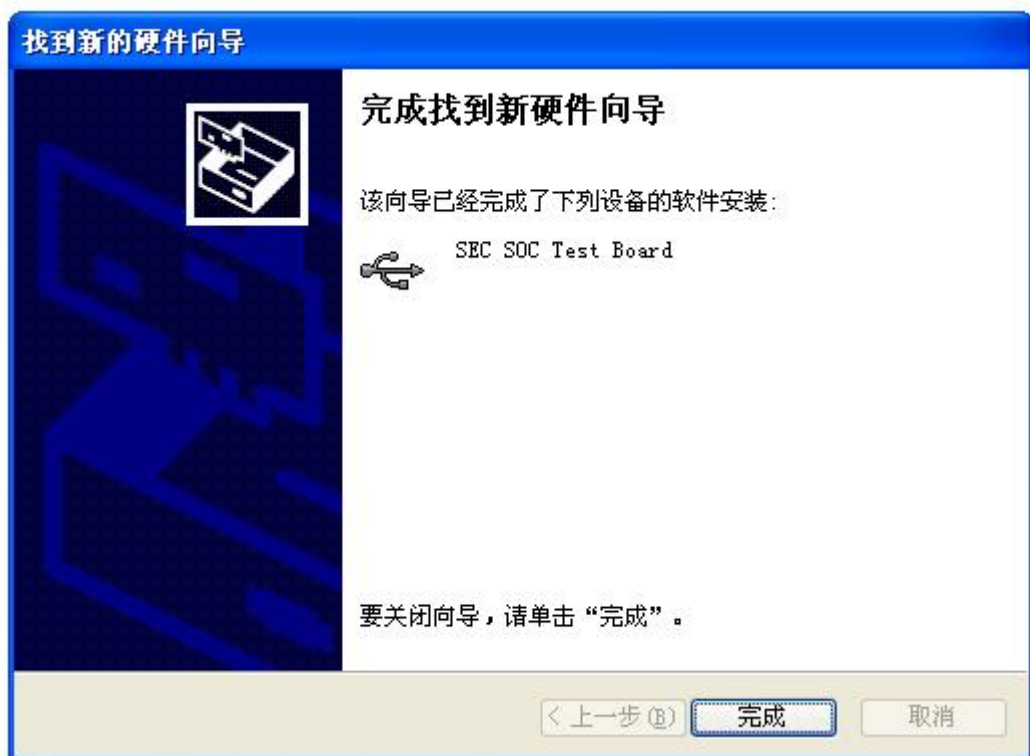 找到新的硬件向导
完成找到新硬件向导
该向导已经完成了下列设备的软件安装:
SEC SOC Test Board
要关闭向导，请单击“完成”。
< 上一步(B)
完成
取消